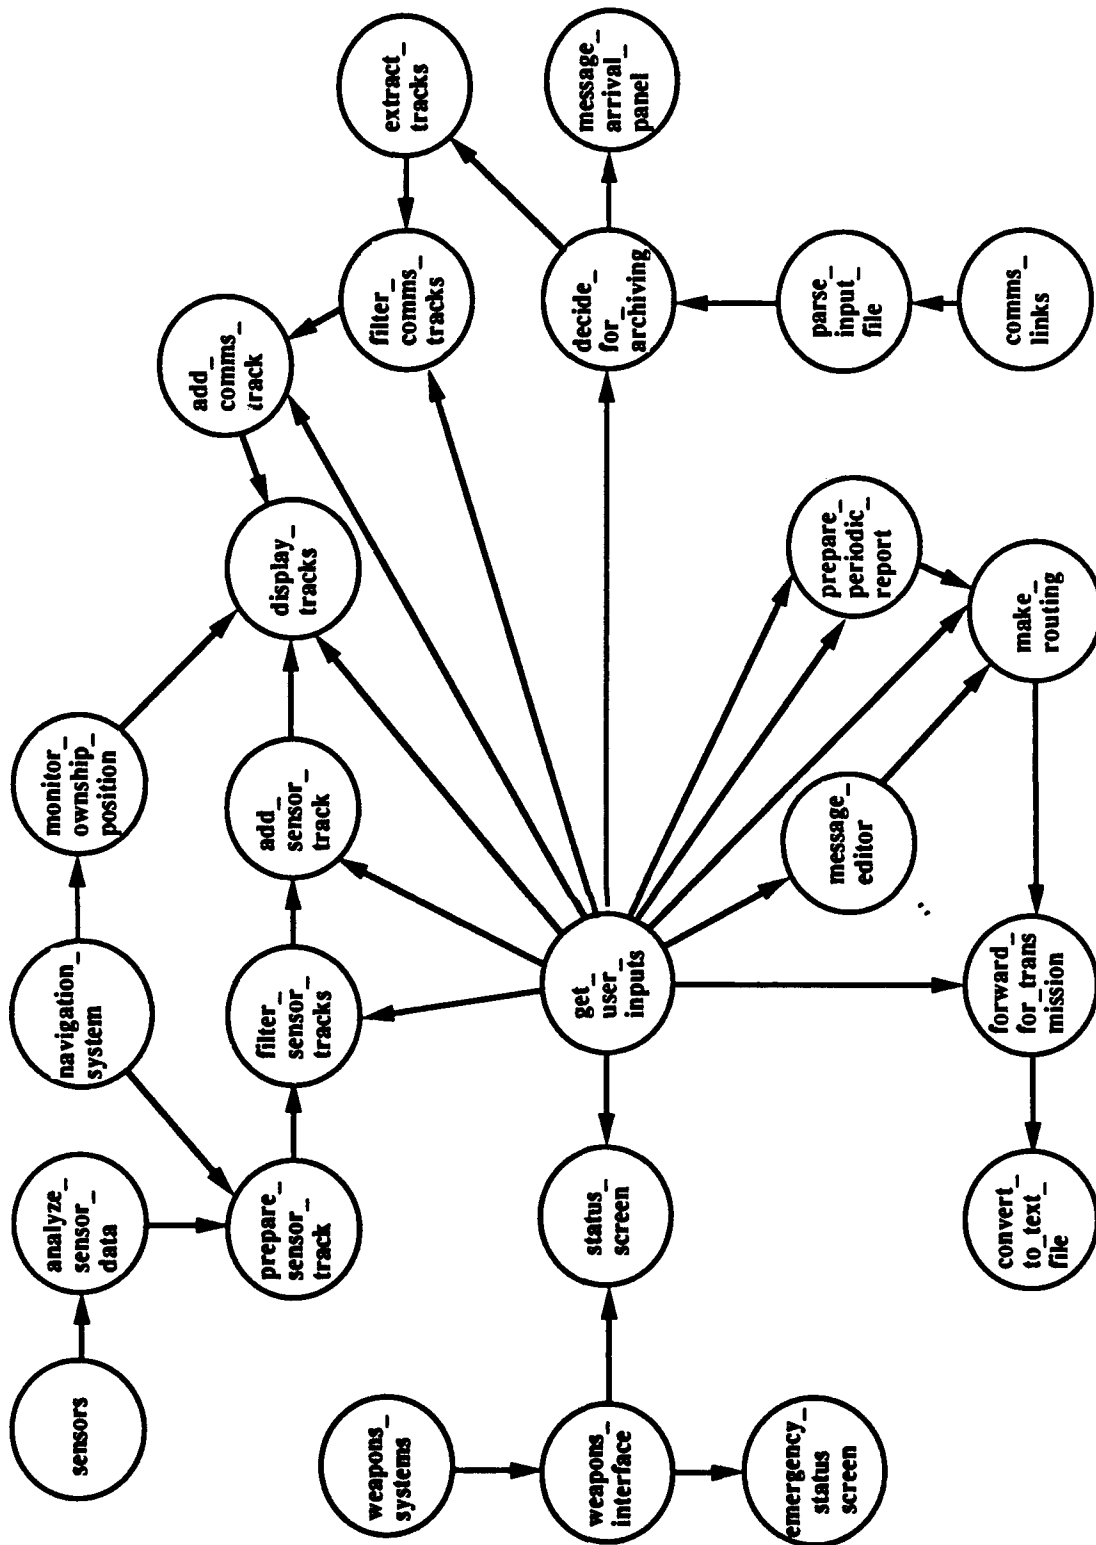 sensors
analyze_
sensor_
data
navigation_
system
monitor_
ownship_
position
prepare_
sensor_
track
filter_
sensor_
tracks
add_
sensor_
track
display_
tracks
add_
comms_
track
filter_
comms_
tracks
extract_
tracks
weapons_
systems
weapons_
interface
emergency_
status
screen
status_
screen
get_
user_
inputs
decide_
for_
archiving
message_
arrival_
panel
parse_
input_
file
comms_
links
prepare_
periodic_
report
message_
editor
make_
routing
forward_
for_trans
mission
convert_
to_text_
file